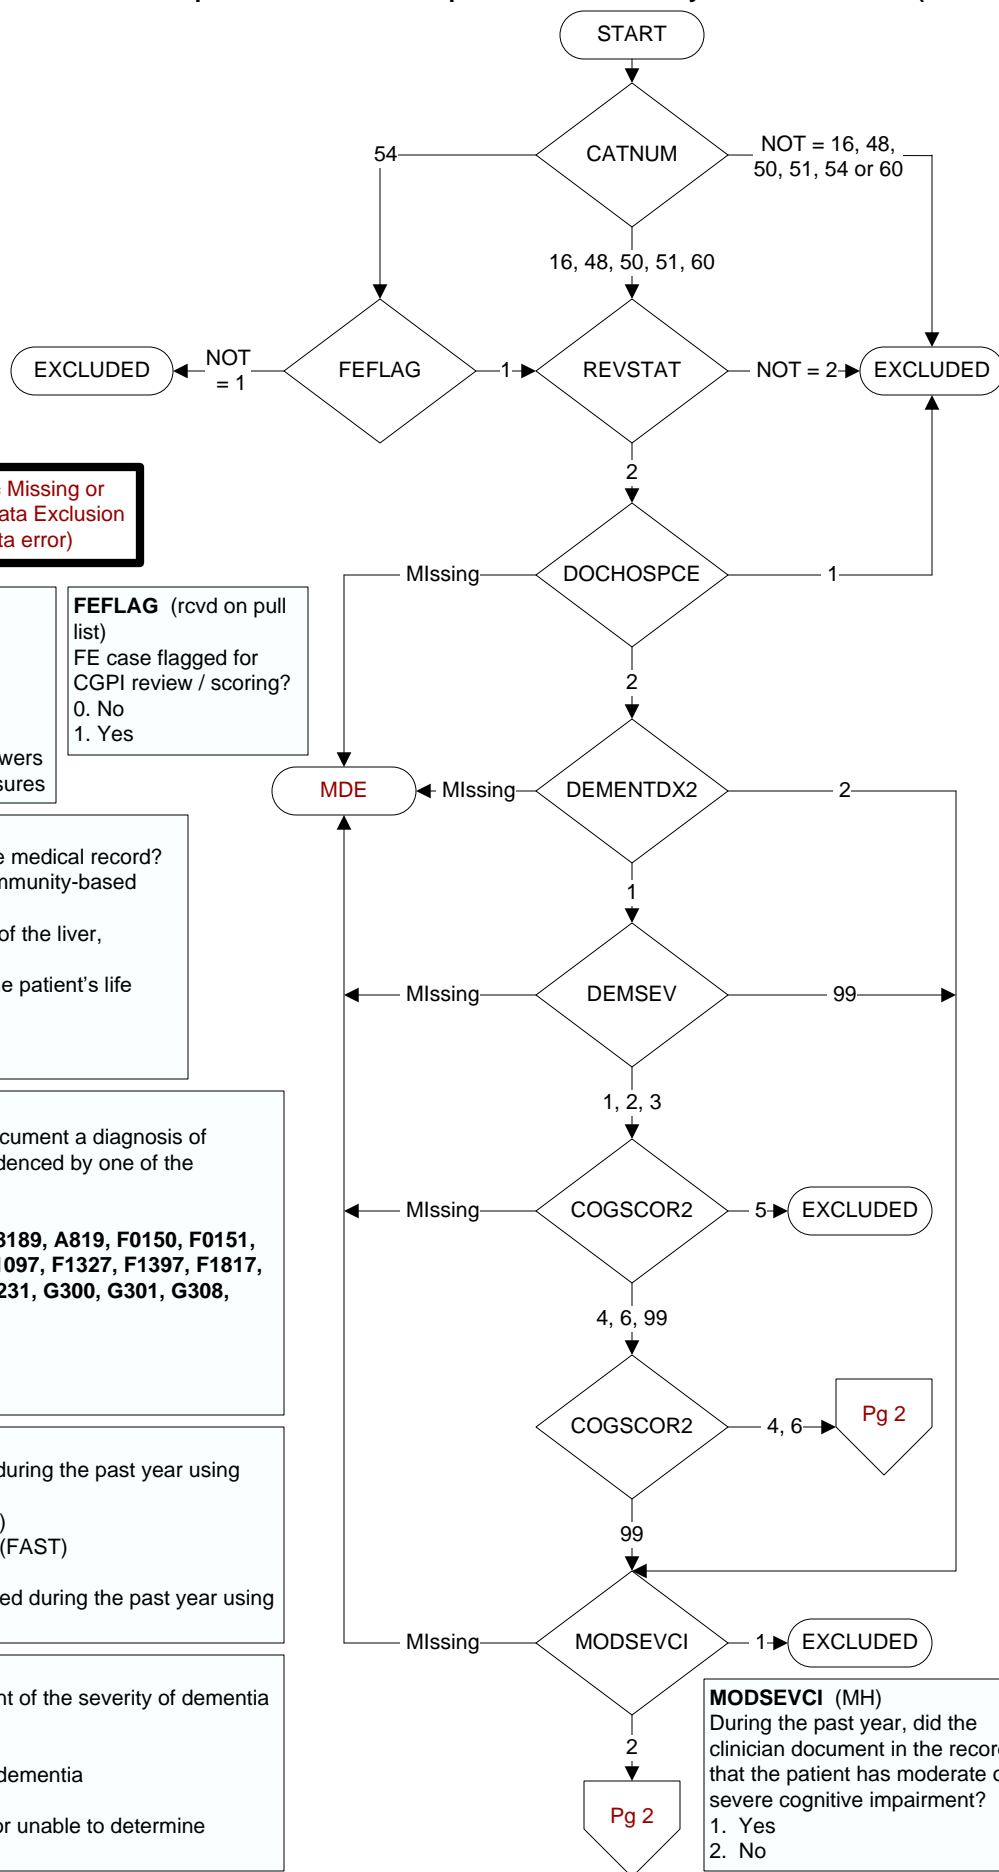 START
CATNUM
54
NOT = 16, 48,
50, 51, 54 or 60
16, 48, 50, 51, 60
EXCLUDED
NOT
= 1
FEFLAG
1
REVSTAT
NOT = 2
EXCLUDED
2
Missing or
ata Exclusion
ta error)
DOCHOSPCE
MIssing
1
2
FEFLAG (rcvd on pull
list)
FE case flagged for
CGPI review / scoring?
0. No
1. Yes
wers
sures
MDE
MIssing
DEMENTDX2
2
1
e medical record?
mmunity-based
of the liver,
e patient's life
MIssing
DEMSEV
99
1, 2, 3
cument a diagnosis of
denced by one of the
8189, A819, F0150, F0151,
1097, F1327, F1397, F1817,
231, G300, G301, G308,
MIssing
COGSCOR2
5
EXCLUDED
4, 6, 99
COGSCOR2
4, 6
Pg 2
99
during the past year using
)
(FAST)
ed during the past year using
MIssing
MODSEVCI
1
EXCLUDED
2
Pg 2
nt of the severity of dementia
dementia
or unable to determine
MODSEVCI (MH)
During the past year, did the
clinician document in the recor
that the patient has moderate o
severe cognitive impairment?
1. Yes
2. No